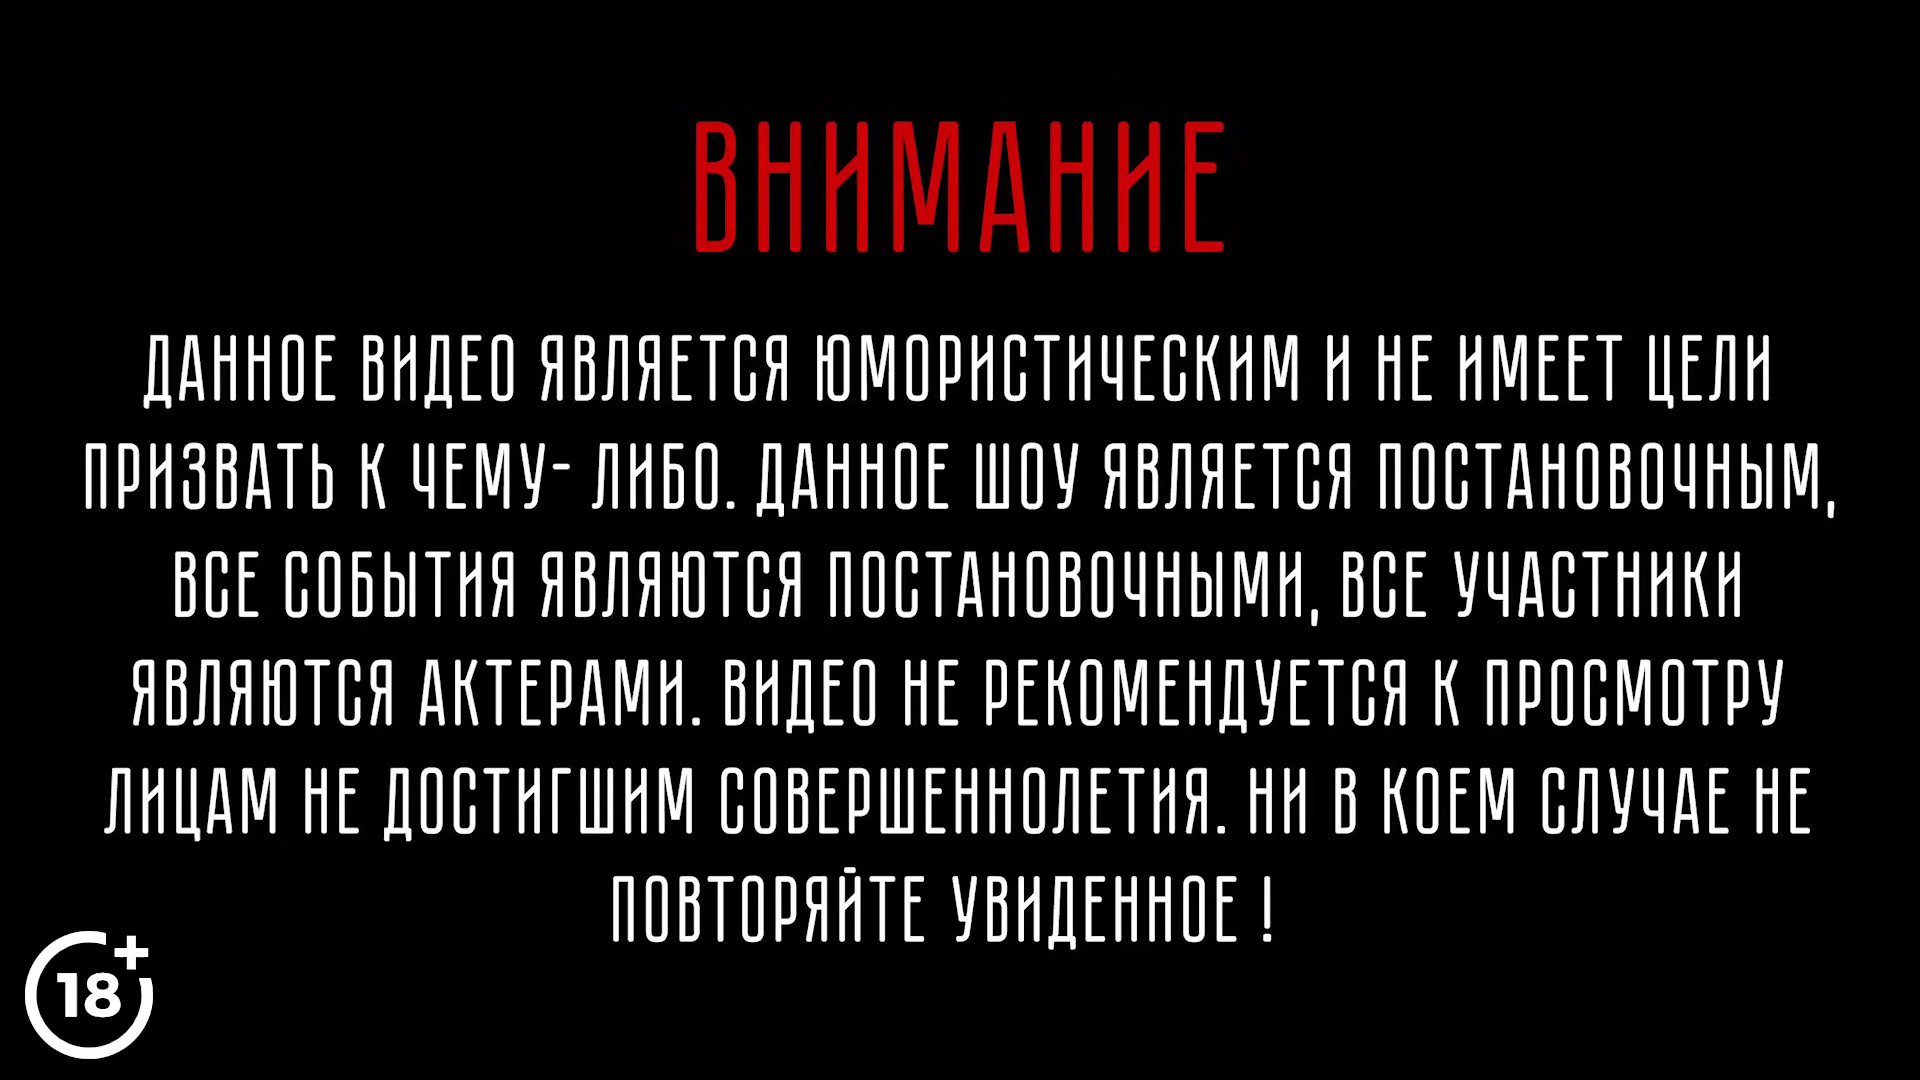 ВНИМАНИЕ
ДАННОЕ ВИДЕО ЯВЛЯЕТСЯ ЮМОРИСТИЧЕСКИМ И НЕ ИМЕЕТ ЦЕЛИ
ПРИЗВАТЬ К ЧЕМУ- ЛИБО. ДАННОЕ ШОУ ЯВЛЯЕТСЯ ПОСТАНОВОЧНЫМ,
ВСЕ СОБЫТИЯ ЯВЛЯЮТСЯ ПОСТАНОВОЧНЫМИ, ВСЕ УЧАСТНИКИ
ЯВЛЯЮТСЯ АКТЕРАМИ. ВИДЕО НЕ РЕКОМЕНДУЕТСЯ К ПРОСМОТРУ
ЛИЦАМ НЕ ДОСТИГШИМ СОВЕРШЕННОЛЕТИЯ. НИ В КОЕМ СЛУЧАЕ НЕ
ПОВТОРЯЙТЕ УВИДЕННОЕ !
18+